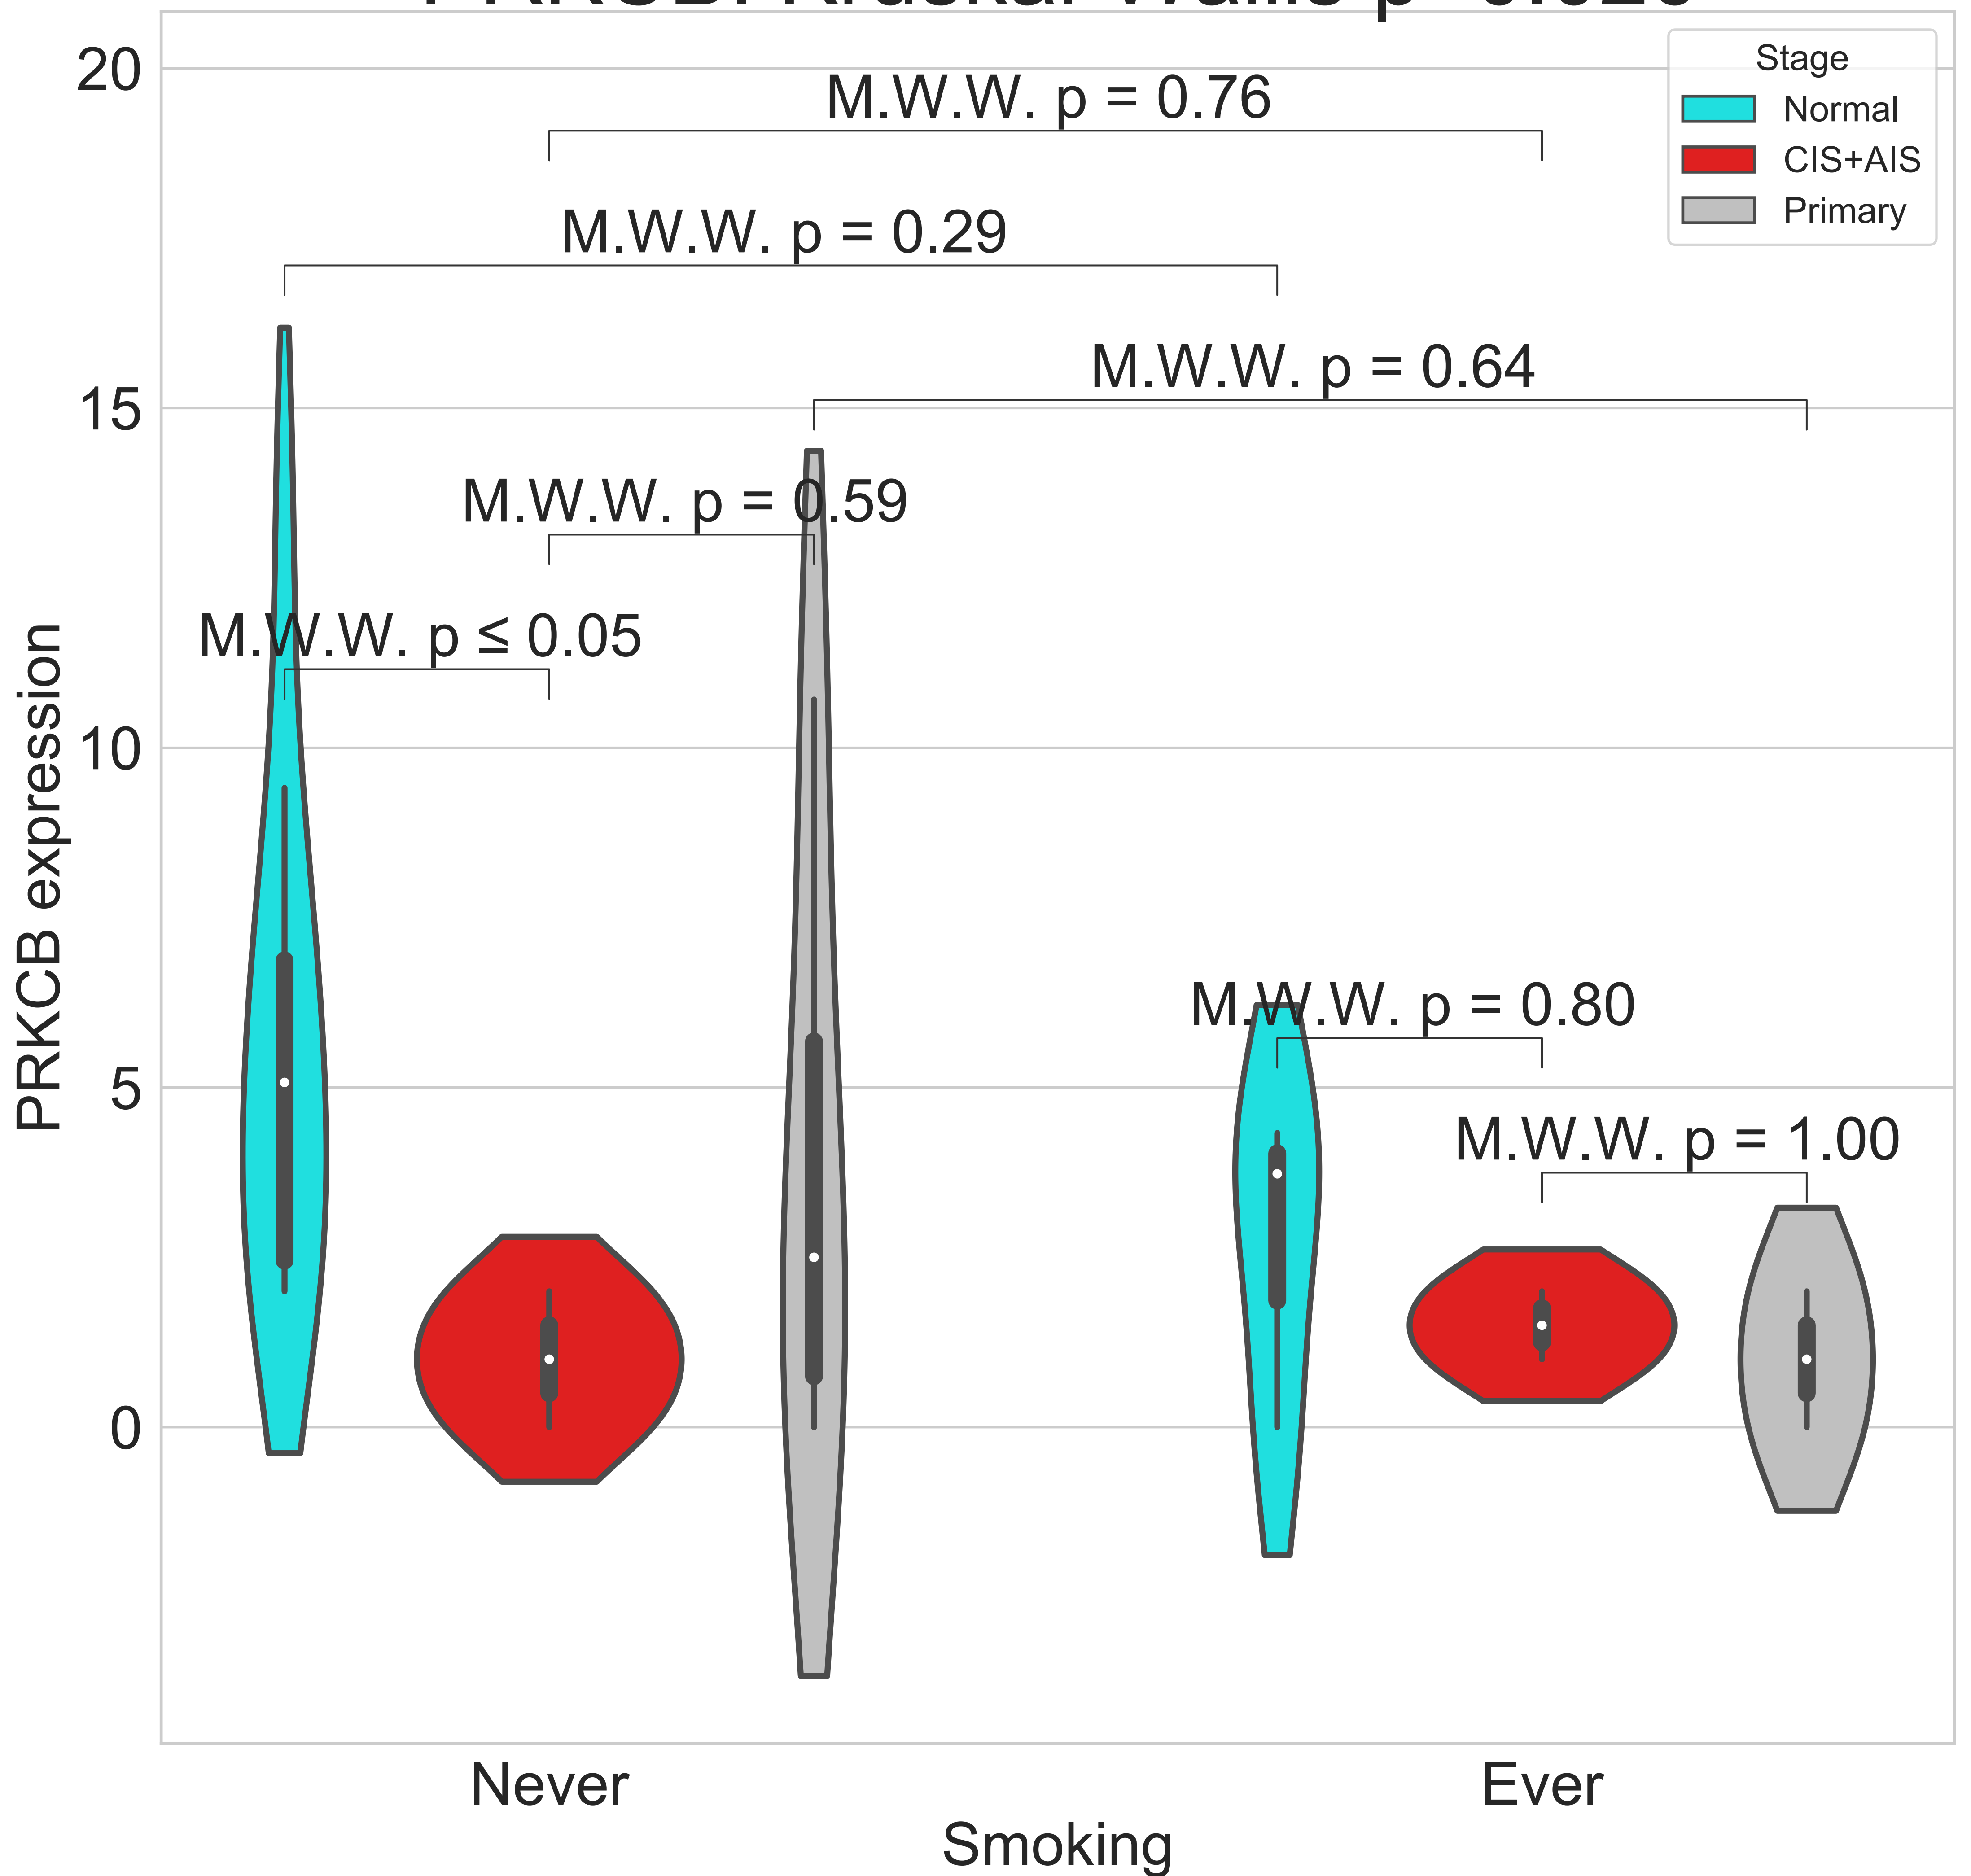 20
M.W.W. p = 0.76
Stage
Normal
CIS+AIS
Primary
M.W.W. p = 0.29
M.W.W. p = 0.64
15
M.W.W. p = 0.59
M.W.W. p ≤ 0.05
10
PRKCB expression
M.W.W. p = 0.80
5
M.W.W. p = 1.00
0
Never
Ever
Smoking